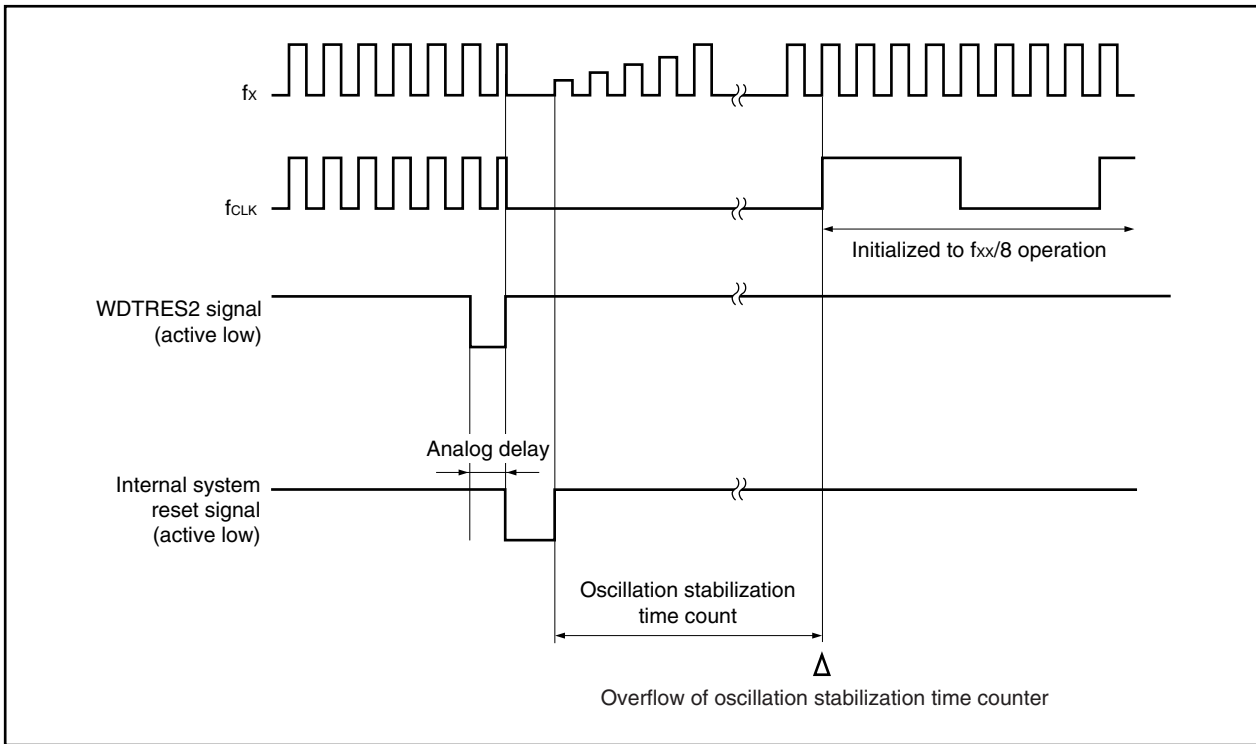 fX
fCLK
Initialized to fXX/8 operation
WDTRES2 signal
(active low)
Analog delay
Internal system
reset signal
(active low)
Oscillation stabilization
time count
Overflow of oscillation stabilization time counter